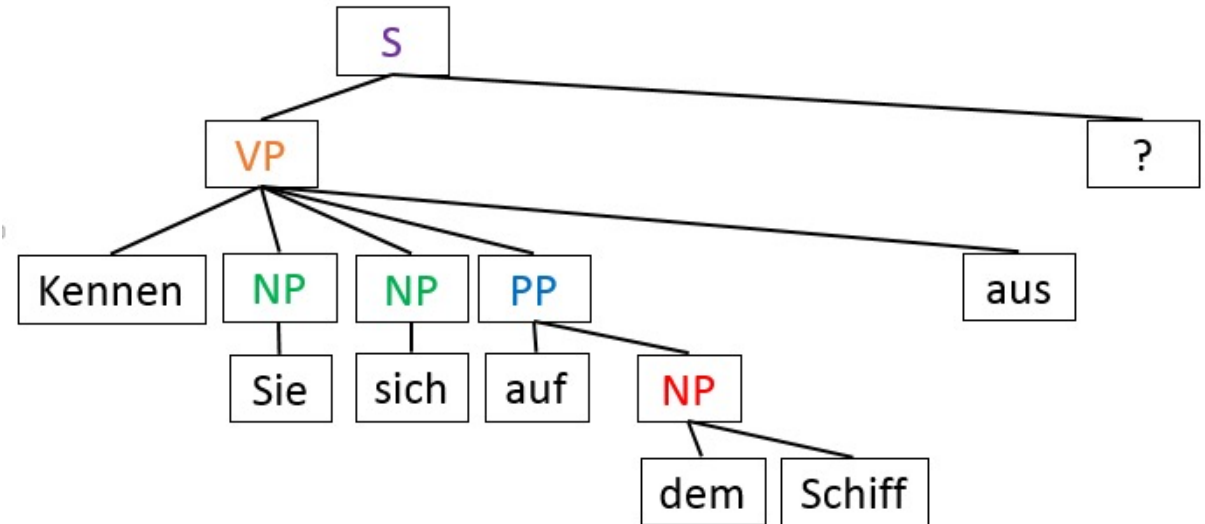 S
VP ?
Kennen NP NP PP aus
Sie sich auf NP
dem Schiff